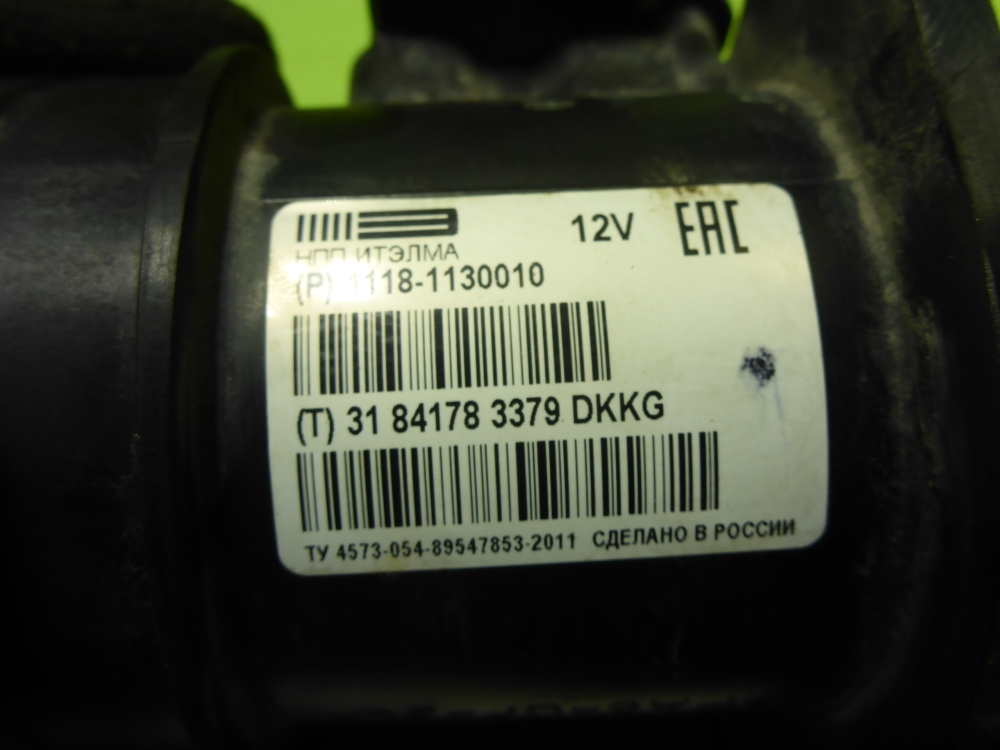 12V EAC
НПП ИТЭЛМА
(P) 1118-1130010
(T) 31 84178 3379 DKKG
ТУ 4573-054-89547853-2011 СДЕЛАНО В РОССИИ